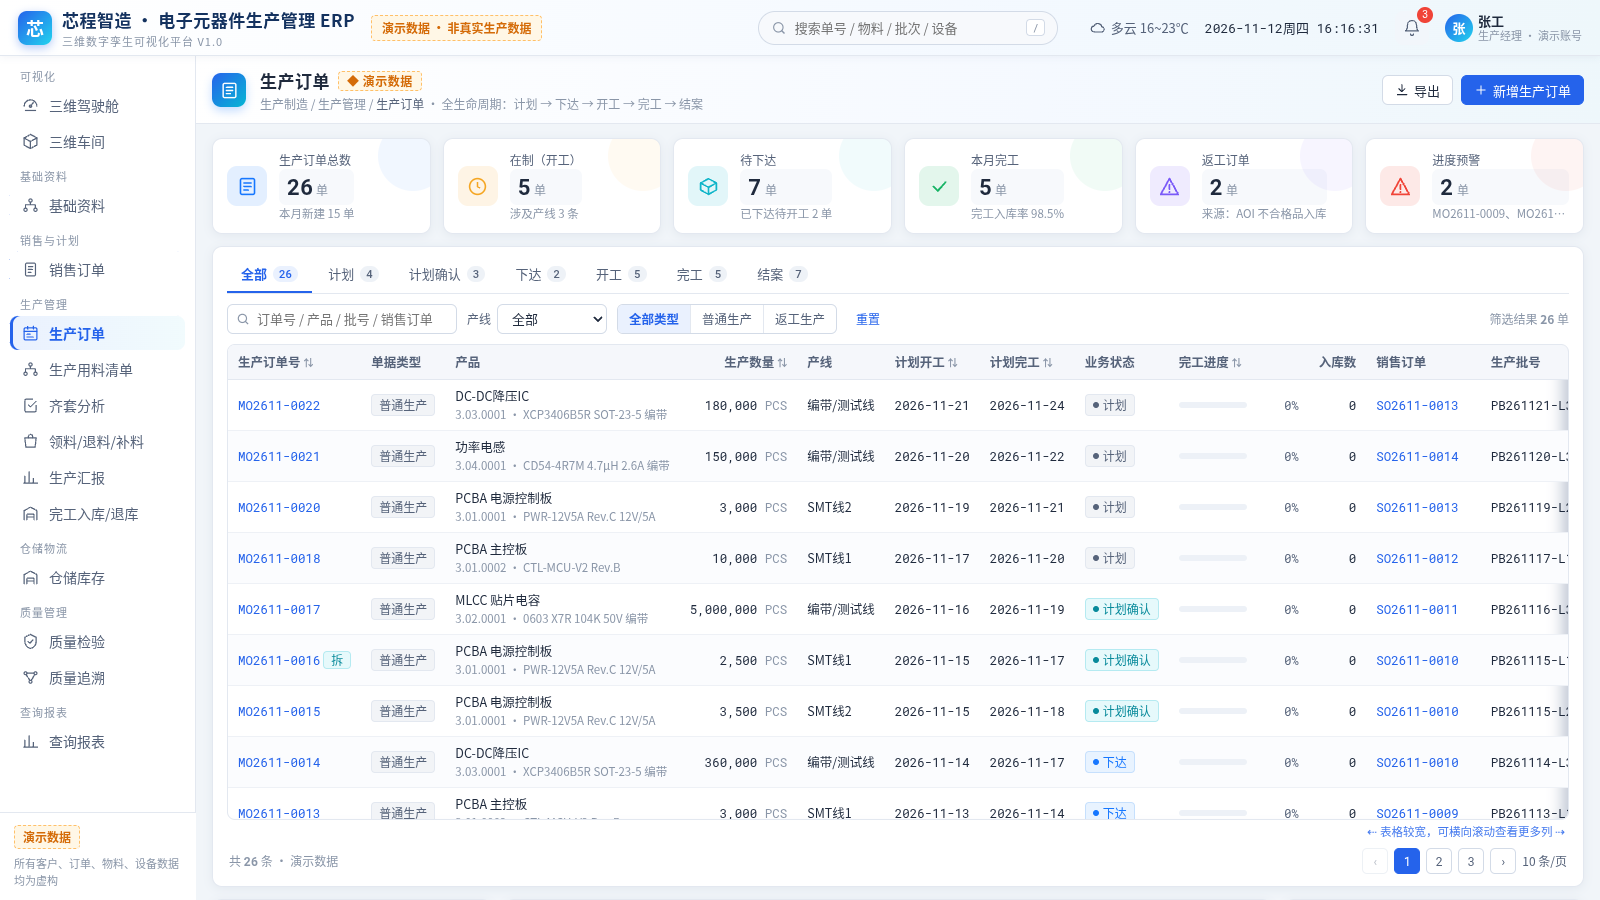 芯
芯程智造 · 电子元器件生产管理 ERP
三维数字孪生可视化平台 V1.0
演示数据 · 非真实生产数据
搜索单号 / 物料 / 批次 / 设备
/
多云 16~23℃
2026-11-12周四 16:16:31
3
张
张工
生产经理 · 演示账号
可视化
三维驾驶舱
三维车间
基础资料
基础资料
销售与计划
销售订单
生产管理
生产订单
生产用料清单
齐套分析
领料/退料/补料
生产汇报
完工入库/退库
仓储物流
仓储库存
质量管理
质量检验
质量追溯
查询报表
查询报表
演示数据
所有客户、订单、物料、设备数据
均为虚构
生产订单
◆ 演示数据
生产制造 / 生产管理 / 生产订单 · 全生命周期：计划 → 下达 → 开工 → 完工 → 结案
导出
+ 新增生产订单
生产订单总数
26 单
本月新建 15 单
在制（开工）
5 单
涉及产线 3 条
待下达
7 单
已下达待开工 2 单
本月完工
5 单
完工入库率 98.5%
返工订单
2 单
来源：AOI 不合格品入库
进度预警
2 单
MO2611-0009、MO261…
全部 26 计划 4 计划确认 3 下达 2 开工 5 完工 5 结案 7
订单号 / 产品 / 批号 / 销售订单
产线
全部
全部类型 普通生产 返工生产
重置
筛选结果 26 单
生产订单号 ⇅ 单据类型 产品 生产数量 ⇅ 产线 计划开工 ⇅ 计划完工 ⇅ 业务状态 完工进度 ⇅ 入库数 销售订单 生产批号
MO2611-0022 普通生产 DC-DC降压IC 180,000 PCS 编带/测试线 2026-11-21 2026-11-24 计划 0% 0 SO2611-0013 PB261121-L3
3.03.0001 · XCP3406B5R SOT-23-5 编带
MO2611-0021 普通生产 功率电感 150,000 PCS 编带/测试线 2026-11-20 2026-11-22 计划 0% 0 SO2611-0014 PB261120-L3
3.04.0001 · CD54-4R7M 4.7μH 2.6A 编带
MO2611-0020 普通生产 PCBA 电源控制板 3,000 PCS SMT线2 2026-11-19 2026-11-21 计划 0% 0 SO2611-0013 PB261119-L2
3.01.0001 · PWR-12V5A Rev.C 12V/5A
MO2611-0018 普通生产 PCBA 主控板 10,000 PCS SMT线1 2026-11-17 2026-11-20 计划 0% 0 SO2611-0012 PB261117-L1
3.01.0002 · CTL-MCU-V2 Rev.B
MO2611-0017 普通生产 MLCC 贴片电容 5,000,000 PCS 编带/测试线 2026-11-16 2026-11-19 计划确认 0% 0 SO2611-0011 PB261116-L3
3.02.0001 · 0603 X7R 104K 50V 编带
MO2611-0016 拆 普通生产 PCBA 电源控制板 2,500 PCS SMT线1 2026-11-15 2026-11-17 计划确认 0% 0 SO2611-0010 PB261115-L1
3.01.0001 · PWR-12V5A Rev.C 12V/5A
MO2611-0015 普通生产 PCBA 电源控制板 3,500 PCS SMT线2 2026-11-15 2026-11-18 计划确认 0% 0 SO2611-0010 PB261115-L2
3.01.0001 · PWR-12V5A Rev.C 12V/5A
MO2611-0014 普通生产 DC-DC降压IC 360,000 PCS 编带/测试线 2026-11-14 2026-11-17 下达 0% 0 SO2611-0010 PB261114-L3
3.03.0001 · XCP3406B5R SOT-23-5 编带
MO2611-0013 普通生产 PCBA 主控板 3,000 PCS SMT线1 2026-11-13 2026-11-14 下达 0% 0 SO2611-0009 PB261113-L1
⇠ 表格较宽，可横向滚动查看更多列 ⇢
共 26 条 · 演示数据
‹ 1 2 3 › 10 条/页